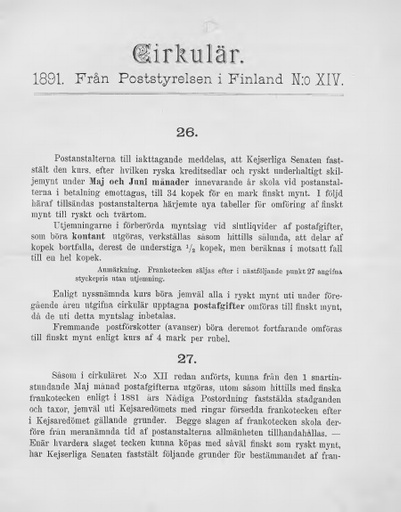 Cirkulär.
1891. Från Poststyrelsen i Finland N:o XIV.
26.
Postanstalterna till iakttagande meddelas, att Kejserliga Senaten fast-
stält den kurs, efter hvilken ryska kreditsedlar och ryskt underhaltigt skil-
jemynt under Maj och Juni månader innevarande år skola vid postanstal-
terna i betalning emottagas, till 34 kopek för en mark finskt mynt. I följd
häraf tillsändas postanstalterna härjemte nya tabeller för omföring af finskt
mynt till ryskt och tvärtom.
Utjemningarne i förberörda myntslag vid slutliqvider af postafgifter,
som böra kontant utgöras, verkställas såsom hittills sålunda, att delar af
kopek bortfalla, derest de understiga 1/2 kopek, men beräknas i motsatt fall
till en hel kopek.
Anmärkning. Frankotecken säljas efter i nästföljande punkt 27 angifna
styckepris utan utjemning.
Enligt nyssnämnda kurs böra jemväl alla i ryskt mynt uti under före-
gående åren utgifna cirkulär upptagna postafgifter omföras till finskt mynt,
då de uti detta myntslag inbetalas.
Fremmande postförskotter (avanser) böra deremot fortfarande omföras
till finskt mynt enligt kurs af 4 mark per rubel.
27.
Såsom i cirkuläret N:o XII redan anförts, kunna från den 1 martin-
stundande Maj månad postafgifterna utgöras, utom såsom hittills med finska
frankotecken enligt i 1881 års Nådiga Postordning fastställda stadganden
och taxor, jemväl uti Kejsaredömets med ringar försedda frankotecken efter
i Kejsaredömet gällande grunder. Begge slagen af frankotecken skola der-
före från meranämnda tid af postanstalterna allmänheten tillhandahållas. —
Enär hvardera slaget tecken kunna köpas med såväl finskt som ryskt mynt,
har Kejserliga Senaten faststält följande grunder för bestämmandet af fran-